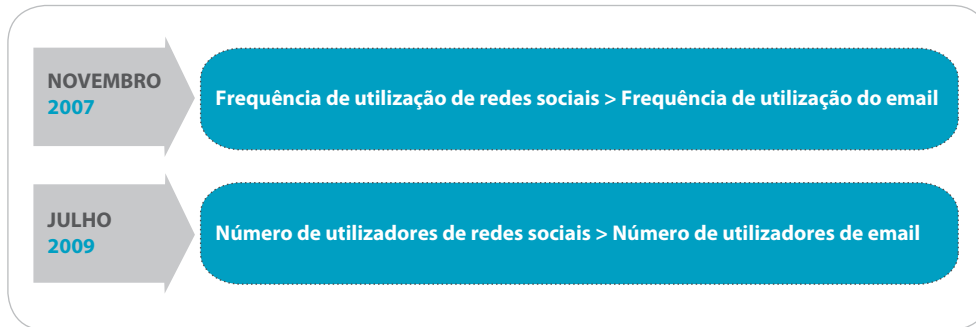 NOVEMBRO
2007
Frequência de utilização de redes sociais > Frequência de utilização do email
JULHO
2009
Número de utilizadores de redes sociais > Número de utilizadores de email